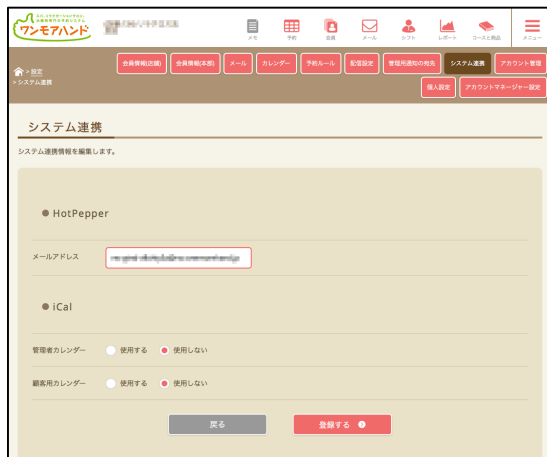 ワンモアハンド
メモ
予約
会員
メール
シフト
レポート
コースと商品
メニュー
> 設定
> システム連携
会員情報(店舗)
会員情報(本部)
メール
カレンダー
予約ルール
配信設定
管理用通知の宛先
システム連携
アカウント管理
個人設定
アカウントマネージャー設定
システム連携
システム連携情報を編集します。
HotPepper
メールアドレス
iCal
管理者カレンダー 使用する 使用しない
顧客用カレンダー 使用する 使用しない
戻る
登録する